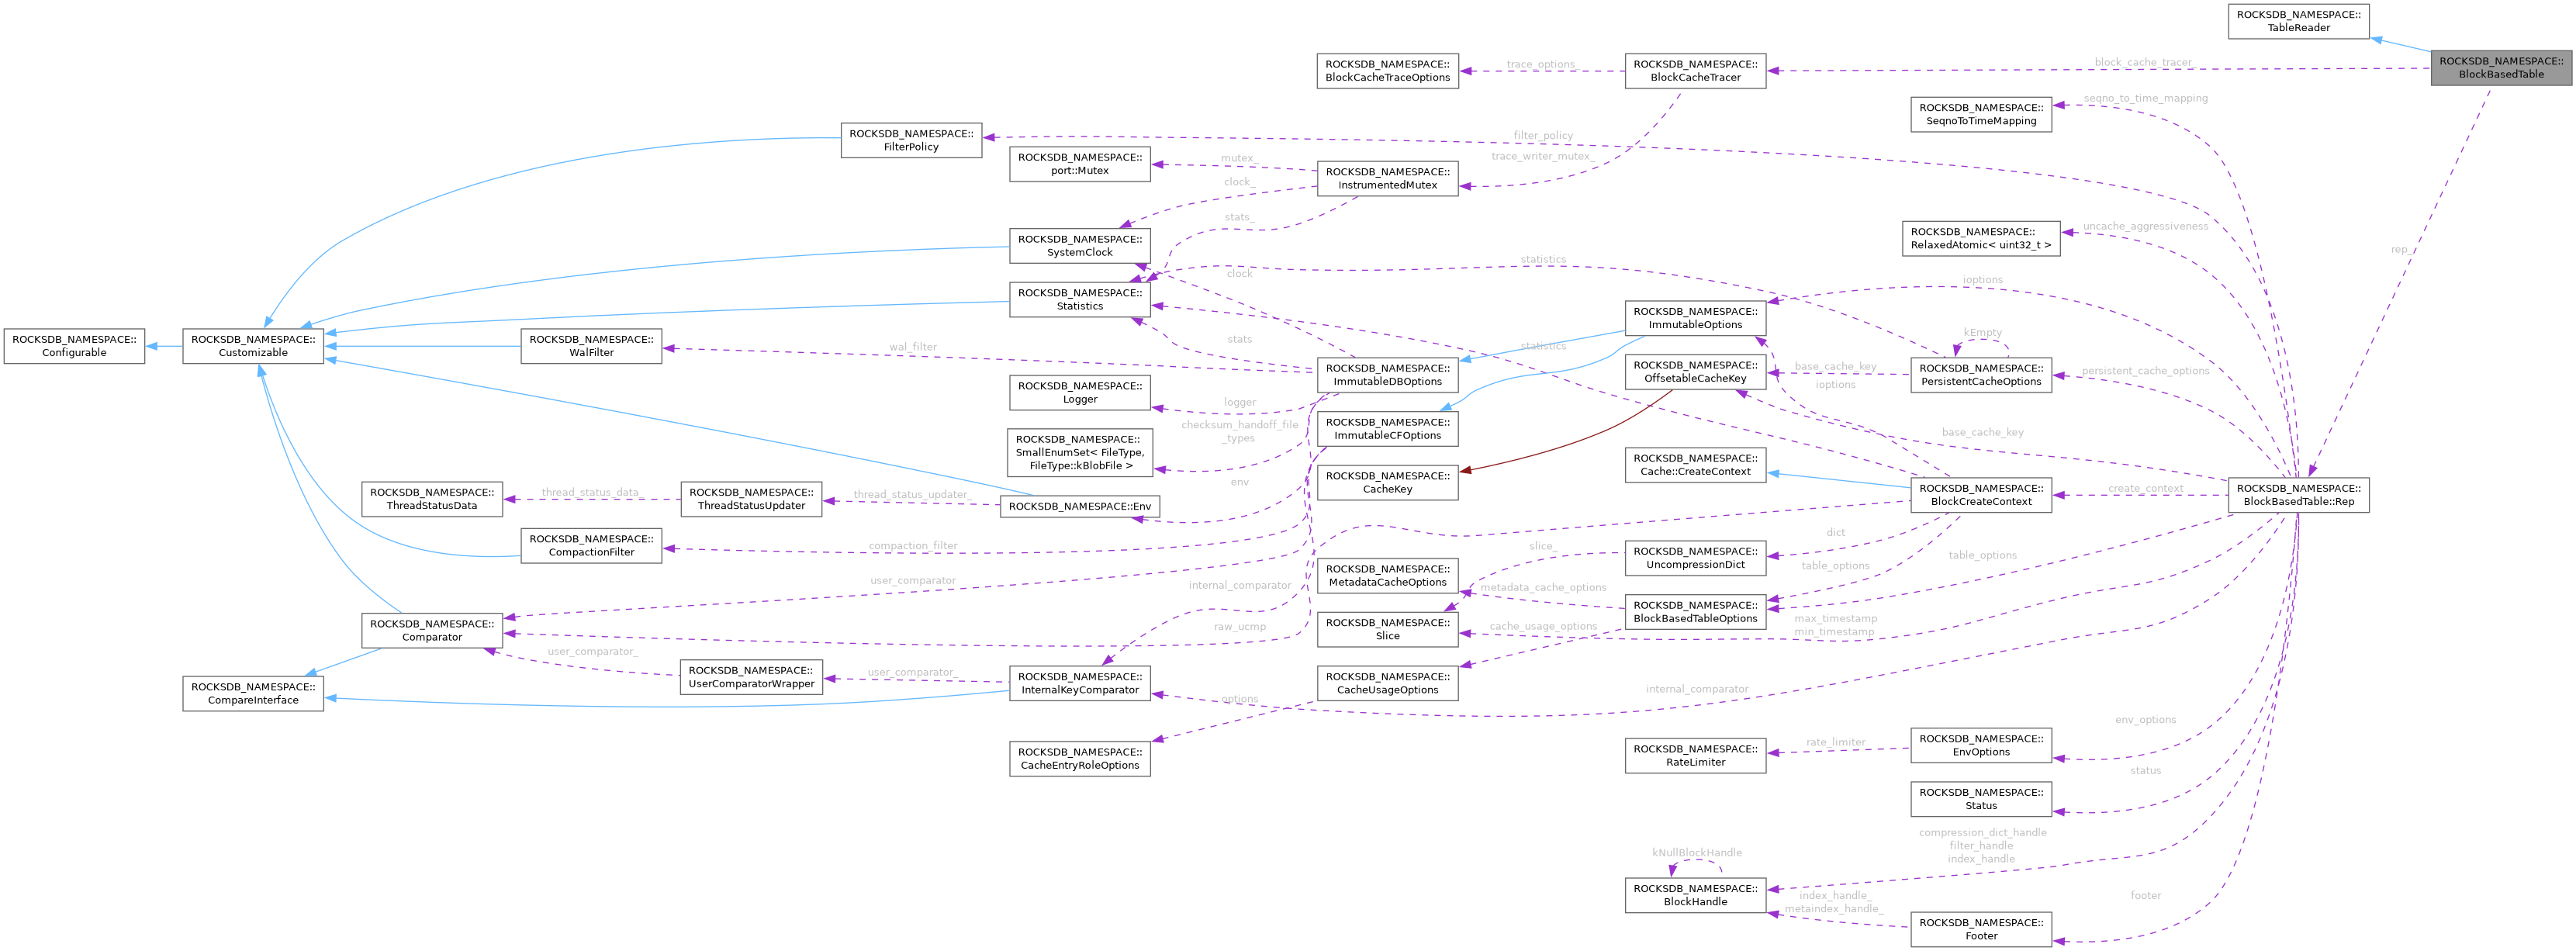 ROCKSDB_NAMESPACE::
TableReader
ROCKSDB_NAMESPACE::
BlockBasedTable
ROCKSDB_NAMESPACE::
BlockCacheTraceOptions
trace_options_
ROCKSDB_NAMESPACE::
BlockCacheTracer
block_cache_tracer_
seqno_to_time_mapping
ROCKSDB_NAMESPACE::
SeqnoToTimeMapping
ROCKSDB_NAMESPACE::
FilterPolicy
filter_policy
ROCKSDB_NAMESPACE::
port::Mutex
mutex_
trace_writer_mutex_
ROCKSDB_NAMESPACE::
InstrumentedMutex
clock_
stats_
ROCKSDB_NAMESPACE::
SystemClock
ROCKSDB_NAMESPACE::
RelaxedAtomic< uint32_t >
uncache_aggressiveness
rep_
clock
statistics
ioptions
ROCKSDB_NAMESPACE::
Statistics
ROCKSDB_NAMESPACE::
ImmutableOptions
ROCKSDB_NAMESPACE::
Configurable
ROCKSDB_NAMESPACE::
Customizable
ROCKSDB_NAMESPACE::
WalFilter
wal_filter
stats
statistics
kEmpty
ROCKSDB_NAMESPACE::
ImmutableDBOptions
ROCKSDB_NAMESPACE::
OffsetableCacheKey
base_cache_key
ioptions
ROCKSDB_NAMESPACE::
PersistentCacheOptions
persistent_cache_options
ROCKSDB_NAMESPACE::
Logger
logger
checksum_handoff_file
_types
ROCKSDB_NAMESPACE::
ImmutableCFOptions
base_cache_key
ROCKSDB_NAMESPACE::
SmallEnumSet< FileType,
FileType::kBlobFile >
ROCKSDB_NAMESPACE::
CacheKey
ROCKSDB_NAMESPACE::
Cache::CreateContext
env
ROCKSDB_NAMESPACE::
ThreadStatusData
thread_status_data_
ROCKSDB_NAMESPACE::
ThreadStatusUpdater
thread_status_updater_
ROCKSDB_NAMESPACE::Env
ROCKSDB_NAMESPACE::
BlockCreateContext
create_context
ROCKSDB_NAMESPACE::
BlockBasedTable::Rep
ROCKSDB_NAMESPACE::
CompactionFilter
compaction_filter
slice_
dict
ROCKSDB_NAMESPACE::
UncompressionDict
table_options
table_options
ROCKSDB_NAMESPACE::
MetadataCacheOptions
user_comparator
internal_comparator
metadata_cache_options
ROCKSDB_NAMESPACE::
BlockBasedTableOptions
ROCKSDB_NAMESPACE::
Comparator
raw_ucmp
ROCKSDB_NAMESPACE::
Slice
cache_usage_options
max_timestamp
min_timestamp
user_comparator_
ROCKSDB_NAMESPACE::
UserComparatorWrapper
user_comparator_
ROCKSDB_NAMESPACE::
InternalKeyComparator
ROCKSDB_NAMESPACE::
CacheUsageOptions
internal_comparator
ROCKSDB_NAMESPACE::
CompareInterface
options
env_options
ROCKSDB_NAMESPACE::
CacheEntryRoleOptions
ROCKSDB_NAMESPACE::
RateLimiter
rate_limiter
ROCKSDB_NAMESPACE::
EnvOptions
status
ROCKSDB_NAMESPACE::
Status
compression_dict_handle
filter_handle
index_handle
kNullBlockHandle
ROCKSDB_NAMESPACE::
BlockHandle
index_handle_
metaindex_handle_
footer
ROCKSDB_NAMESPACE::
Footer